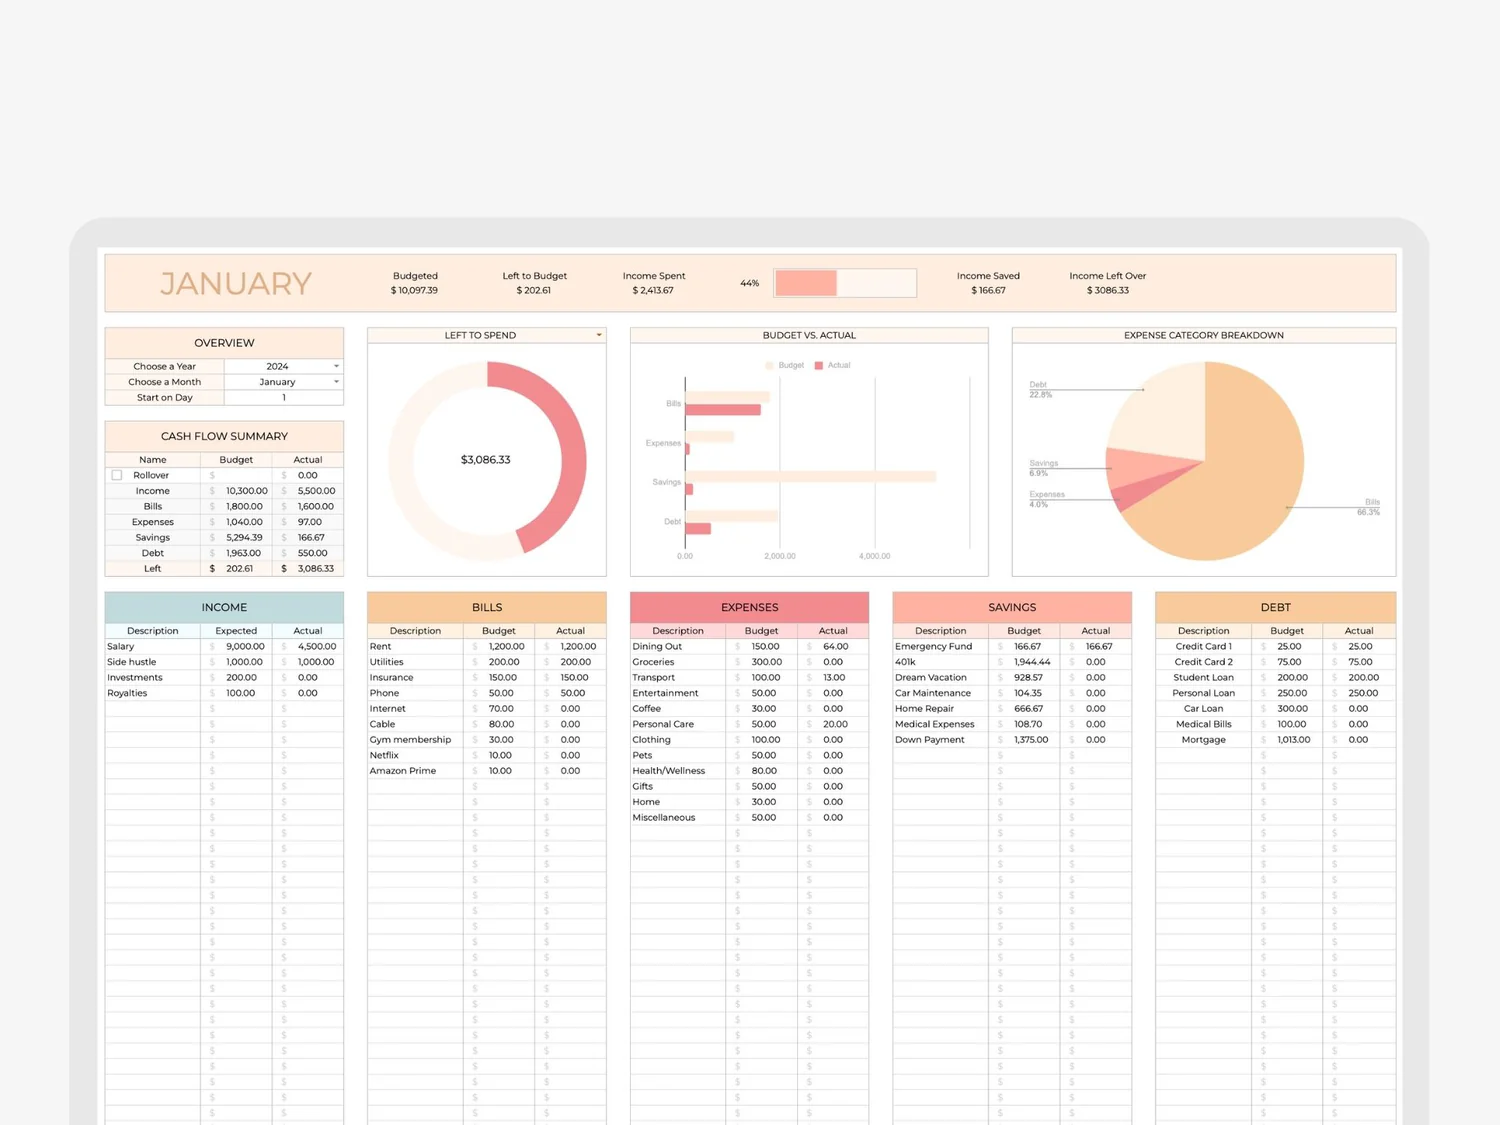 JANUARY
Budgeted Left to Budget Income Spent Income Saved Income Left Over
$ 10,097.39 $ 202.61 $ 2,413.67 44% $ 166.67 $ 3086.33
OVERVIEW
Choose a Year 2024
Choose a Month January
Start on Day 1
CASH FLOW SUMMARY
Name Budget Actual
Rollover $ $ 0.00
Income $ 10,300.00 $ 5,500.00
Bills $ 1,800.00 $ 1,600.00
Expenses $ 1,040.00 $ 97.00
Savings $ 5,294.39 $ 166.67
Debt $ 1,963.00 $ 550.00
Left $ 202.61 $ 3,086.33
LEFT TO SPEND
$3,086.33
BUDGET VS. ACTUAL
Budget Actual
Bills
Expenses
Savings
Debt
0.00 2,000.00 4,000.00
EXPENSE CATEGORY BREAKDOWN
Debt
22.8%
Savings
6.9%
Expenses
4.0%
Bills
66.3%
INCOME
Description Expected Actual
Salary $ 9,000.00 $ 4,500.00
Side hustle $ 1,000.00 $ 1,000.00
Investments $ 200.00 $ 0.00
Royalties $ 100.00 $ 0.00
BILLS
Description Budget Actual
Rent $ 1,200.00 $ 1,200.00
Utilities $ 200.00 $ 200.00
Insurance $ 150.00 $ 150.00
Phone $ 50.00 $ 50.00
Internet $ 70.00 $ 0.00
Cable $ 80.00 $ 0.00
Gym membership $ 30.00 $ 0.00
Netflix $ 10.00 $ 0.00
Amazon Prime $ 10.00 $ 0.00
EXPENSES
Description Budget Actual
Dining Out $ 150.00 $ 64.00
Groceries $ 300.00 $ 0.00
Transport $ 100.00 $ 13.00
Entertainment $ 50.00 $ 0.00
Coffee $ 30.00 $ 0.00
Personal Care $ 50.00 $ 20.00
Clothing $ 100.00 $ 0.00
Pets $ 50.00 $ 0.00
Health/Wellness $ 80.00 $ 0.00
Gifts $ 50.00 $ 0.00
Home $ 30.00 $ 0.00
Miscellaneous $ 50.00 $ 0.00
SAVINGS
Description Budget Actual
Emergency Fund $ 166.67 $ 166.67
401k $ 1,944.44 $ 0.00
Dream Vacation $ 928.57 $ 0.00
Car Maintenance $ 104.35 $ 0.00
Home Repair $ 666.67 $ 0.00
Medical Expenses $ 108.70 $ 0.00
Down Payment $ 1,375.00 $ 0.00
DEBT
Description Budget Actual
Credit Card 1 $ 25.00 $ 25.00
Credit Card 2 $ 75.00 $ 75.00
Student Loan $ 200.00 $ 200.00
Personal Loan $ 250.00 $ 250.00
Car Loan $ 300.00 $ 0.00
Medical Bills $ 100.00 $ 0.00
Mortgage $ 1,013.00 $ 0.00